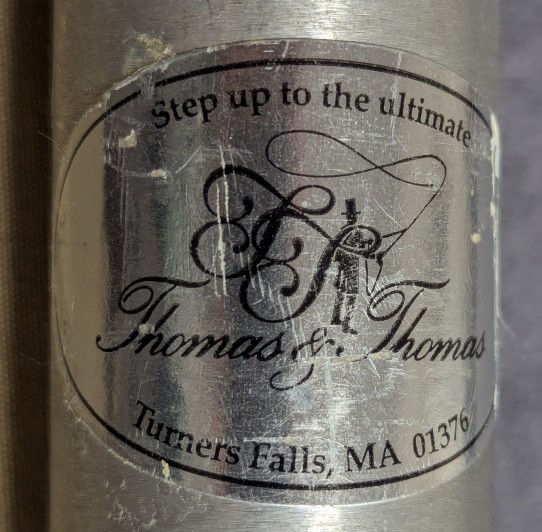 Step up to the ultimate
Thomas & Thomas
Turners Falls, MA 01376